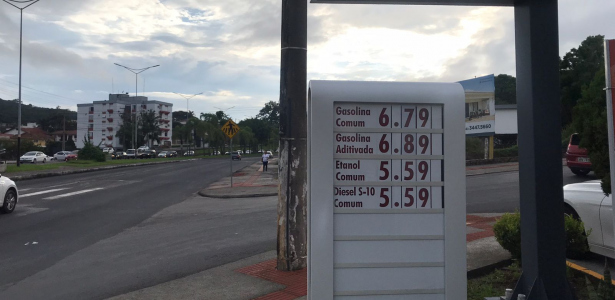 Gasolina
Comum 6.79
Gasolina
Aditivada 6.89
Etanol
Comum 5.59
Diesel S-10
Comum 5.59